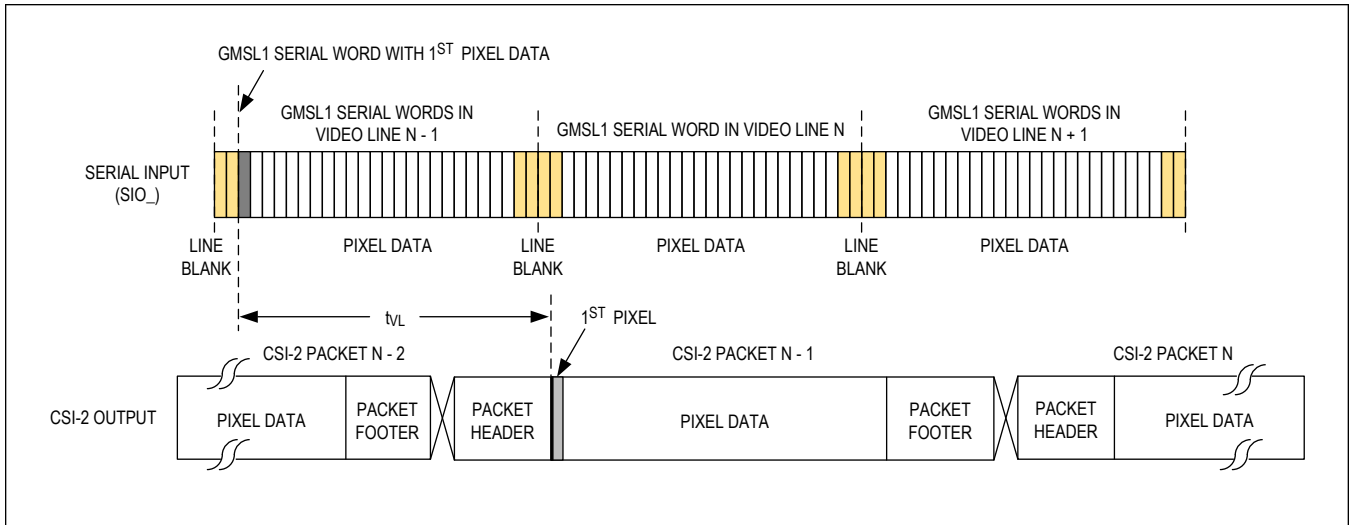 GMSL1 SERIAL WORD WITH 1ST PIXEL DATA
GMSL1 SERIAL WORDS IN
VIDEO LINE N - 1
GMSL1 SERIAL WORD IN VIDEO LINE N
GMSL1 SERIAL WORDS IN
VIDEO LINE N + 1
SERIAL INPUT
(SIO_)
LINE
BLANK
PIXEL DATA
LINE
BLANK
PIXEL DATA
LINE
BLANK
PIXEL DATA
tVL
1ST PIXEL
CSI-2 PACKET N - 2
CSI-2 PACKET N - 1
CSI-2 PACKET N
CSI-2 OUTPUT
PIXEL DATA
PACKET
FOOTER
PACKET
HEADER
PIXEL DATA
PACKET
FOOTER
PACKET
HEADER
PIXEL DATA